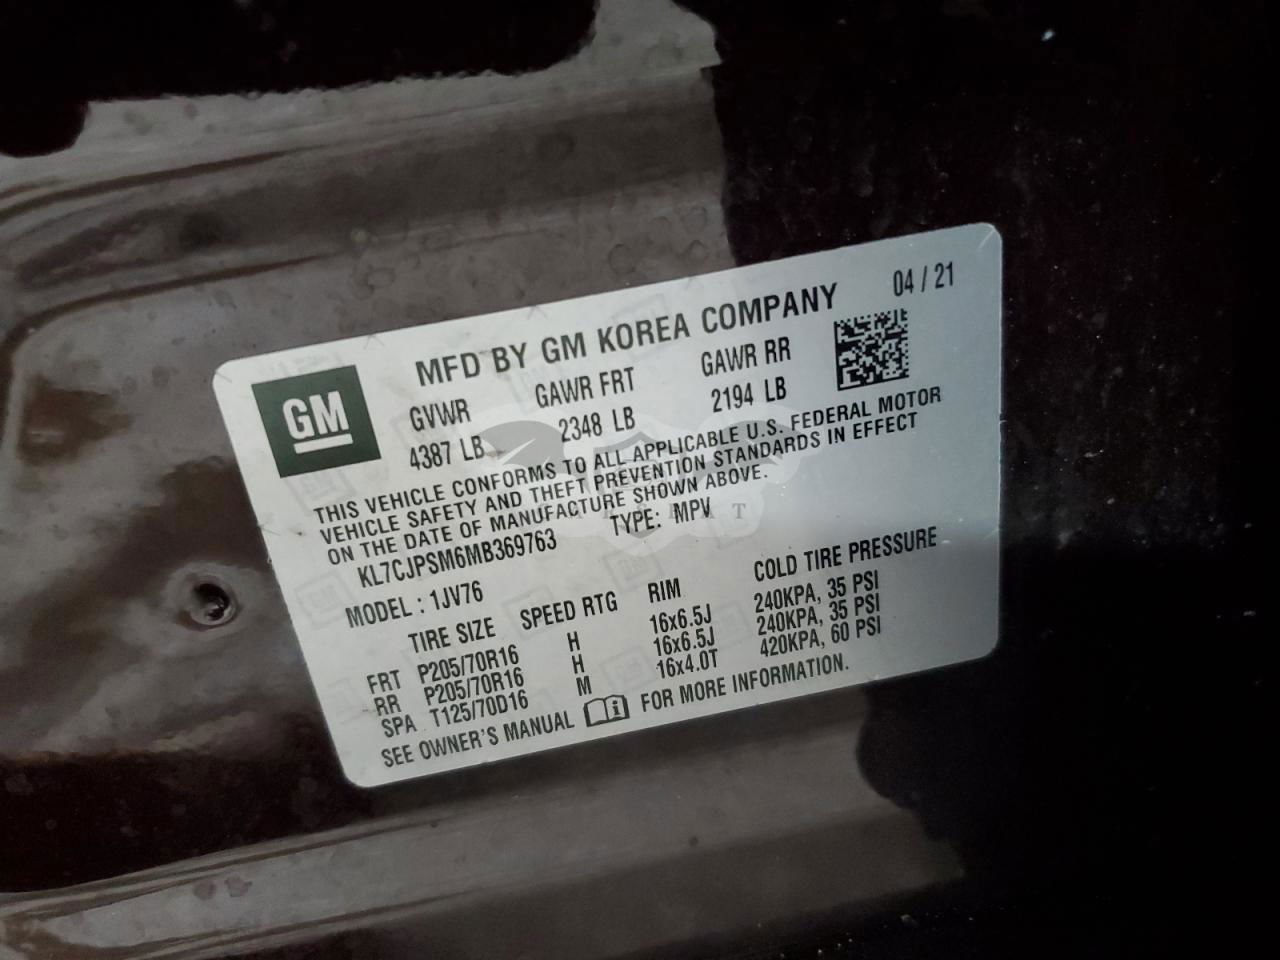 MFD BY GM KOREA COMPANY 04 / 21
GM
GVWR GAWR FRT GAWR RR
4387 LB 2348 LB 2194 LB
THIS VEHICLE CONFORMS TO ALL APPLICABLE U.S. FEDERAL MOTOR
VEHICLE SAFETY AND THEFT PREVENTION STANDARDS IN EFFECT
ON THE DATE OF MANUFACTURE SHOWN ABOVE.
KL7CJPSM6MB369763 TYPE: MPV
MODEL : 1JV76
TIRE SIZE SPEED RTG RIM COLD TIRE PRESSURE
FRT P205/70R16 H 16x6.5J 240KPA, 35 PSI
RR P205/70R16 H 16x6.5J 240KPA, 35 PSI
SPA T125/70D16 M 16x4.0T 420KPA, 60 PSI
SEE OWNER'S MANUAL FOR MORE INFORMATION.